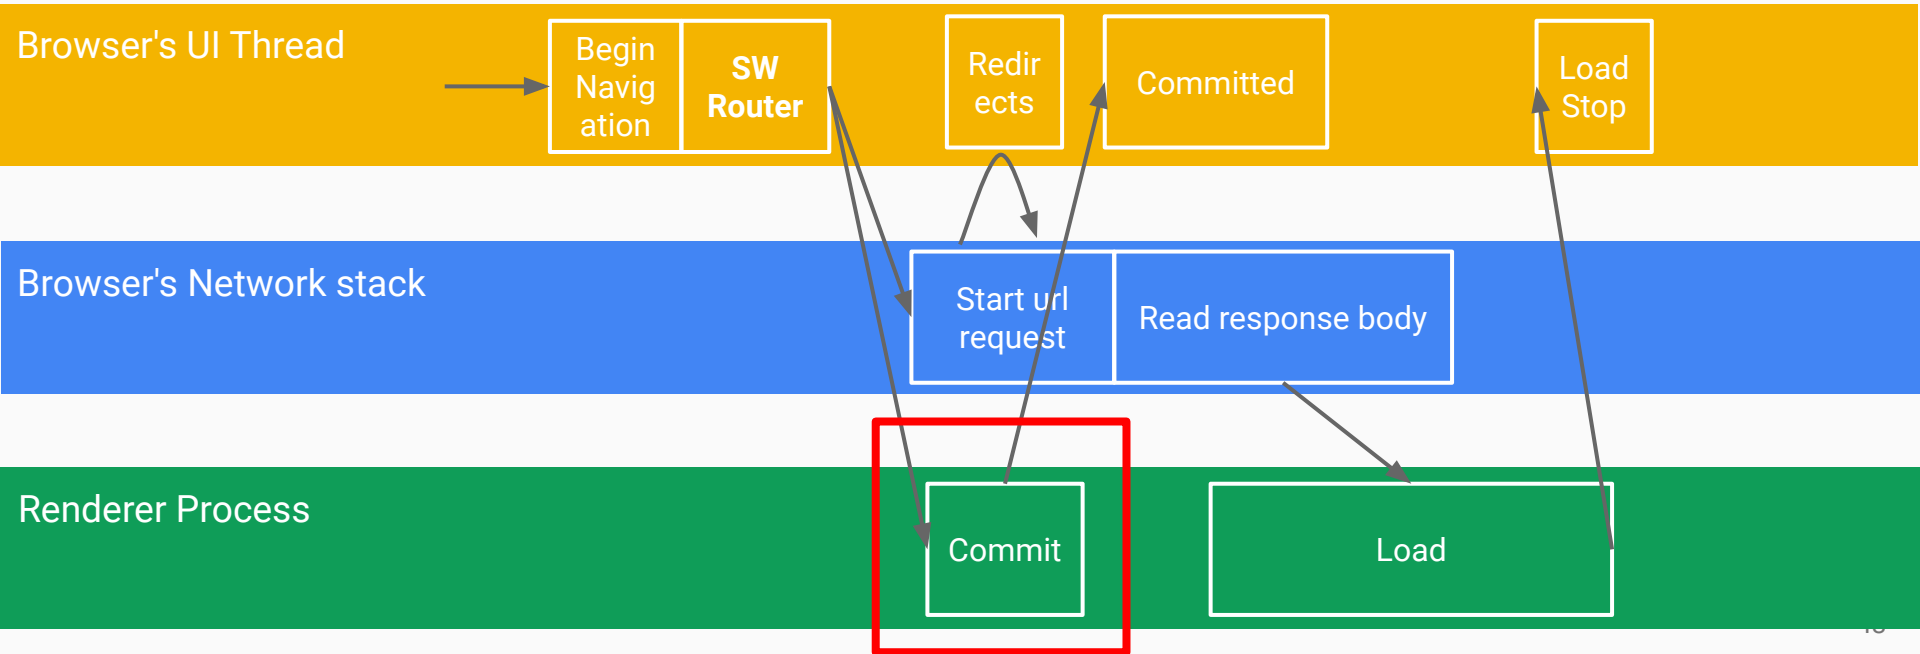 Browser's UI Thread
Begin
Navig
ation
SW
Router
Redir
ects
Committed
Load
Stop
Browser's Network stack
Start url
request
Read response body
Renderer Process
Commit
Load